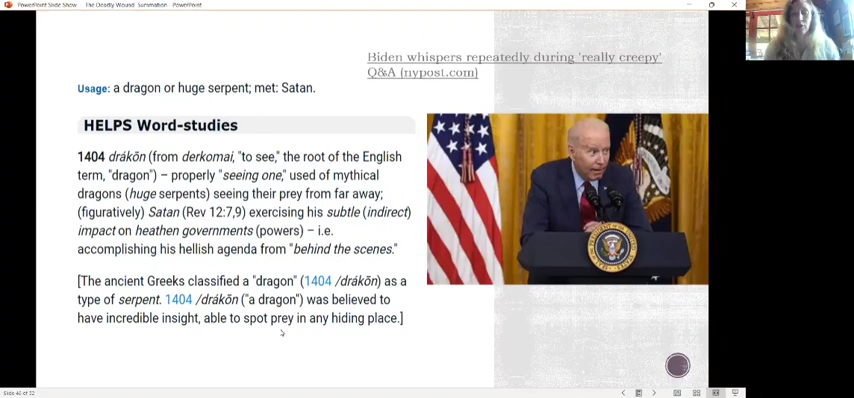 PowerPoint Slide Show - The Deadly Wound Summation - PowerPoint
Biden whispers repeatedly during 'really creepy'
Q&A (nypost.com)
Usage: a dragon or huge serpent; met: Satan.
HELPS Word-studies
1404 drákōn (from derkomai, "to see," the root of the English
term, "dragon") – properly "seeing one," used of mythical
dragons (huge serpents) seeing their prey from far away;
(figuratively) Satan (Rev 12:7,9) exercising his subtle (indirect)
impact on heathen governments (powers) – i.e.
accomplishing his hellish agenda from "behind the scenes."
[The ancient Greeks classified a "dragon" (1404 /drákōn) as a
type of serpent. 1404 /drákōn ("a dragon") was believed to
have incredible insight, able to spot prey in any hiding place.]